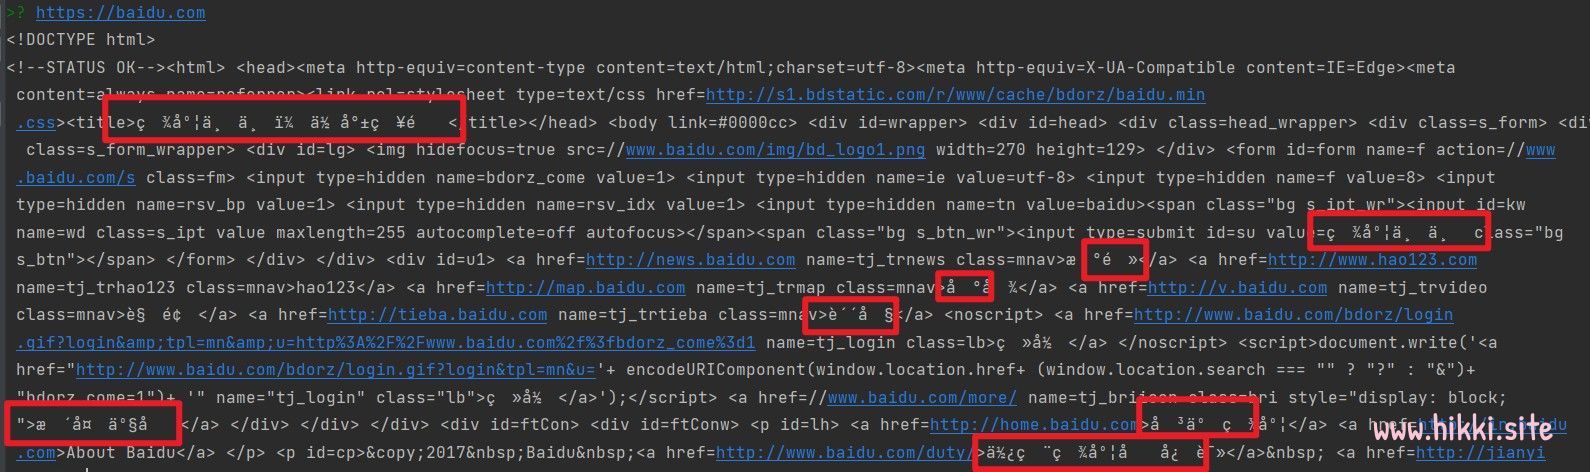 >? https://baidu.com
<!DOCTYPE html>
<!--STATUS OK--><html> <head><meta http-equiv=content-type content=text/html;charset=utf-8><meta http-equiv=X-UA-Compatible content=IE=Edge><meta
content=always name=referrer><link rel=stylesheet type=text/css href=http://s1.bdstatic.com/r/www/cache/bdorz/baidu.min
.css><title>ç ¾åº¦ä¸ ä¸ ï¼ ä½ å°±ç ¥é </title></head> <body link=#0000cc> <div id=wrapper> <div id=head> <div class=head_wrapper> <div class=s_form> <div
class=s_form_wrapper> <div id=lg> <img hidefocus=true src=//www.baidu.com/img/bd_logo1.png width=270 height=129> </div> <form id=form name=f action=//www
.baidu.com/s class=fm> <input type=hidden name=bdorz_come value=1> <input type=hidden name=ie value=utf-8> <input type=hidden name=f value=8> <input
type=hidden name=rsv_bp value=1> <input type=hidden name=rsv_idx value=1> <input type=hidden name=tn value=baidu><span class="bg s_ipt_wr"><input id=kw
name=wd class=s_ipt value maxlength=255 autocomplete=off autofocus></span><span class="bg s_btn_wr"><input type=submit id=su value=ç ¾åº¦ä¸ ä¸ class="bg
s_btn"></span> </form> </div> </div> <div id=u1> <a href=http://news.baidu.com name=tj_trnews class=mnav>æ °é »</a> <a href=http://www.hao123.com
name=tj_trhao123 class=mnav>hao123</a> <a href=http://map.baidu.com name=tj_trmap class=mnav>å °å ¾</a> <a href=http://v.baidu.com name=tj_trvideo
class=mnav>è§ é¢ </a> <a href=http://tieba.baidu.com name=tj_trtieba class=mnav>è´´å §</a> <noscript> <a href=http://www.baidu.com/bdorz/login
.gif?login&amp;tpl=mn&amp;u=http%3A%2F%2Fwww.baidu.com%2f%3fbdorz_come%3d1 name=tj_login class=lb>ç »å½ </a> </noscript> <script>document.write('<a
href="http://www.baidu.com/bdorz/login.gif?login&tpl=mn&u='+ encodeURIComponent(window.location.href+ (window.location.search === "" ? "?" : "&")+
"bdorz_come=1")+ '" name="tj_login" class="lb">ç »å½ </a>');</script> <a href=//www.baidu.com/more/ name=tj_briicon class=bri style="display: block;
">æ ´å¤ äº§å </a> </div> </div> </div> <div id=ftCon> <div id=ftConw> <p id=lh> <a href=http://home.baidu.com>å ³äº ç ¾åº¦</a> <a
.com>About Baidu</a> </p> <p id=cp>&copy;2017&nbsp;Baidu&nbsp;<a href=http://www.baidu.com/duty/>ä½¿ç ¨ç ¾åº¦å å¿ è¯»</a>&nbsp; <a href=http://jianyi
www.hikki.site